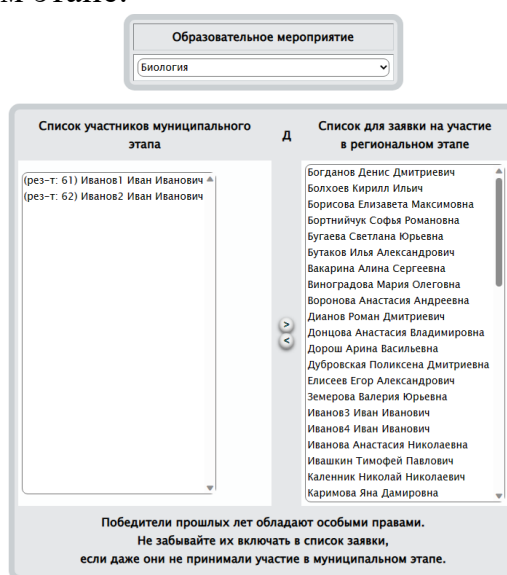 м этапе.
Образовательное мероприятие
Биология
Список участников муниципального
этапа
Д
Список для заявки на участие
в региональном этапе
(рез-т: 61) Иванов1 Иван Иванович
(рез-т: 62) Иванов2 Иван Иванович
Богданов Денис Дмитриевич
Болхоев Кирилл Ильич
Борисова Елизавета Максимовна
Бортнийчук Софья Романовна
Бугаева Светлана Юрьевна
Бутаков Илья Александрович
Вакарина Алина Сергеевна
Виноградова Мария Олеговна
Воронова Анастасия Андреевна
Дианов Роман Дмитриевич
Донцова Анастасия Владимировна
Дорош Арина Васильевна
Дубровская Поликсена Дмитриевна
Елисеев Егор Александрович
Земерова Валерия Юрьевна
Иванов3 Иван Иванович
Иванов4 Иван Иванович
Иванова Анастасия Николаевна
Ивашкин Тимофей Павлович
Каленник Николай Николаевич
Каримова Яна Дамировна
>
<
Победители прошлых лет обладают особыми правами.
Не забывайте их включать в список заявки,
если даже они не принимали участие в муниципальном этапе.